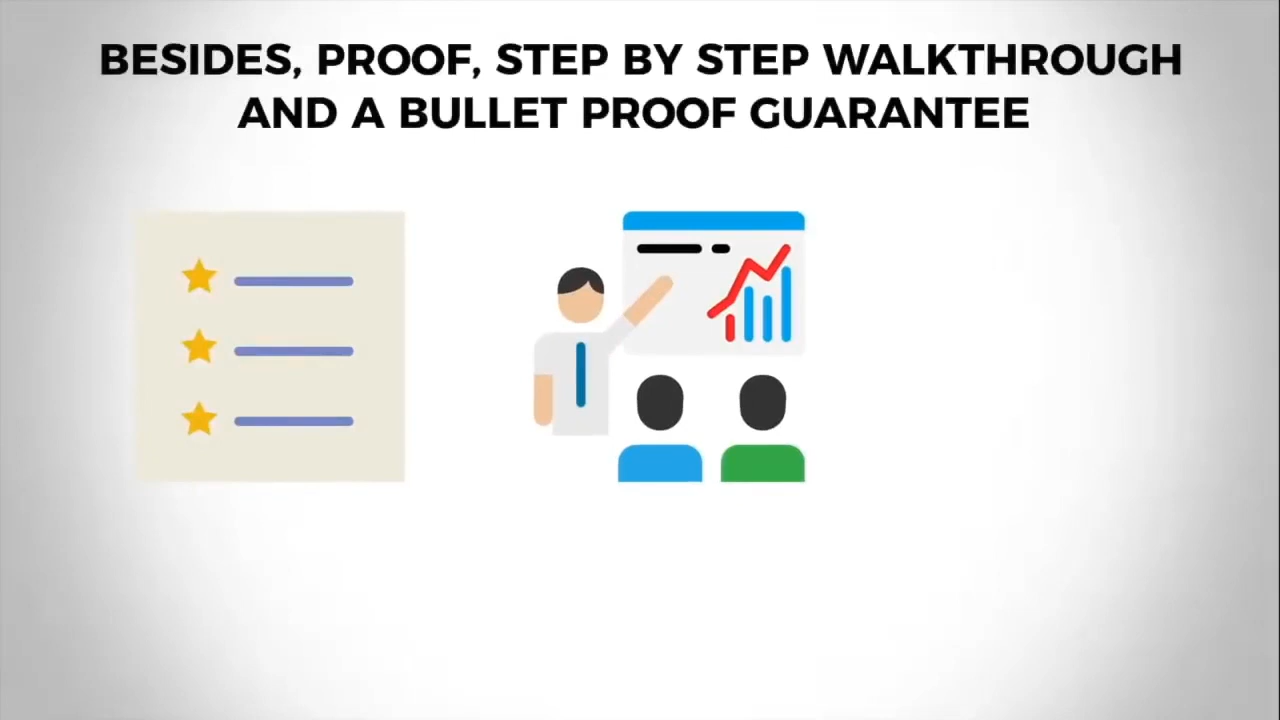 BESIDES, PROOF, STEP BY STEP WALKTHROUGH
AND A BULLET PROOF GUARANTEE